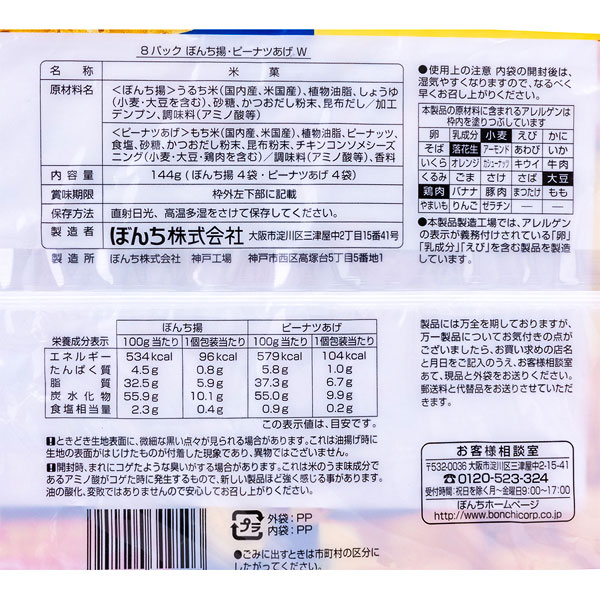 8パック ぼんち揚・ピーナツあげ W
名 称 米 菓
原材料名 <ぼんち揚>うるち米(国内産、米国産)、植物油脂、しょうゆ
(小麦・大豆を含む)、砂糖、かつおだし粉末、昆布だし／加工
デンプン、調味料(アミノ酸等)
<ピーナツあげ>もち米(国内産、米国産)、植物油脂、ピーナッツ、
食塩、砂糖、かつおだし粉末、昆布粉末、チキンコンソメシーズ
ニング(小麦・大豆・鶏肉を含む)／調味料(アミノ酸等)、香料
内 容 量 144g(ぼんち揚 4袋・ピーナツあげ 4袋)
賞味期限 枠外左下部に記載
保存方法 直射日光、高温多湿をさけて保存してください。
製 造 者 ぼんち株式会社 大阪市淀川区三津屋中2丁目15番41号
製 造 所 ぼんち株式会社 神戸工場 神戸市西区高塚台5丁目5番地1
●使用上の注意 内袋の開封後は、
湿気やすくなりますので、なるべく
早くお召し上がりください。
本製品の原材料に含まれるアレルゲンは
枠内を塗りつぶしています
卵 乳成分 小麦 えび かに
そば 落花生 アーモンド あわび いか
いくら オレンジ カシューナッツ キウイ 牛肉
くるみ ごま さけ さば 大豆
鶏肉 バナナ 豚肉 まつたけ もも
やまいも りんご ゼラチン ― ―
●本製品製造工場では、アレルゲン
の表示が義務付けされている「卵」
「乳成分」「えび」を含む製品を製造
しています。
栄養成分表示 ぼんち揚 ピーナツあげ
100g当たり 1個包装当たり 100g当たり 1個包装当たり
エネルギー 534kcal 96kcal 579kcal 104kcal
たんぱく質 4.5g 0.8g 5.8g 1.0g
脂 質 32.5g 5.9g 37.3g 6.7g
炭水化物 55.9g 10.1g 55.0g 9.9g
食塩相当量 2.3g 0.4g 0.9g 0.2g
この表示値は、目安です。
!ときどき生地表面に、微細な黒い点々が見られる場合があります。これは油揚げ時に
生地の表面がはじけたものが付着した現象であり、異物ではございません。
!開封時、まれにコゲたような臭いがする場合があります。これは米のうま味成分で
あるアミノ酸がコゲた時に発生するもので、新しい製品ほど強く感じる事があります。
油の酸化、変敗ではありませんので安心してお召し上がりください。
製品には万全を期しておりますが、
万一製品についてお気付きの点が
ございましたら、お買い求めの店名
と月日をご記入のうえ、お客様相談室
あて、現品と外袋をお送りください。
郵送料と代替品をお送りさせていただ
きます。
お客様相談室
〒532-0036 大阪市淀川区三津屋中2-15-41
0120-523-324
受付時間:祝日を除く月〜金曜日9:00〜17:00
ぼんちホームページ
http://www.bonchicorp.co.jp
プラ
外袋:PP
内袋:PP
●ごみに出すときは市町村の区分に
したがってください。